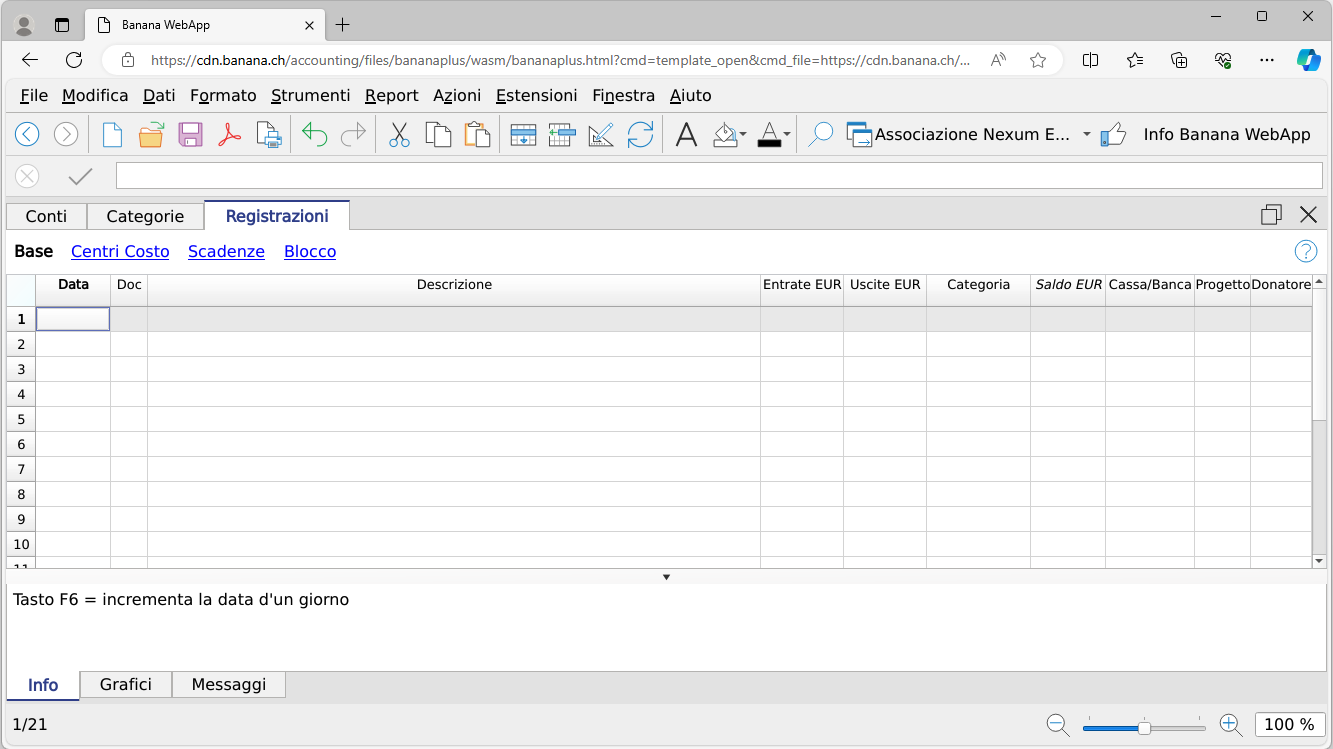 Banana WebApp
https://cdn.banana.ch/accounting/files/bananaplus/wasm/bananaplus.html?cmd=template_open&cmd_file=https://cdn.banana.ch/...
File Modifica Dati Formato Strumenti Report Azioni Estensioni Finestra Aiuto
Associazione Nexum E... Info Banana WebApp
Conti Categorie Registrazioni
Base Centri Costo Scadenze Blocco
Data Doc Descrizione Entrate EUR Uscite EUR Categoria Saldo EUR Cassa/Banca Progetto Donatore
1
2
3
4
5
6
7
8
9
10
11
Tasto F6 = incrementa la data d'un giorno
Info Grafici Messaggi
1/21 100 %